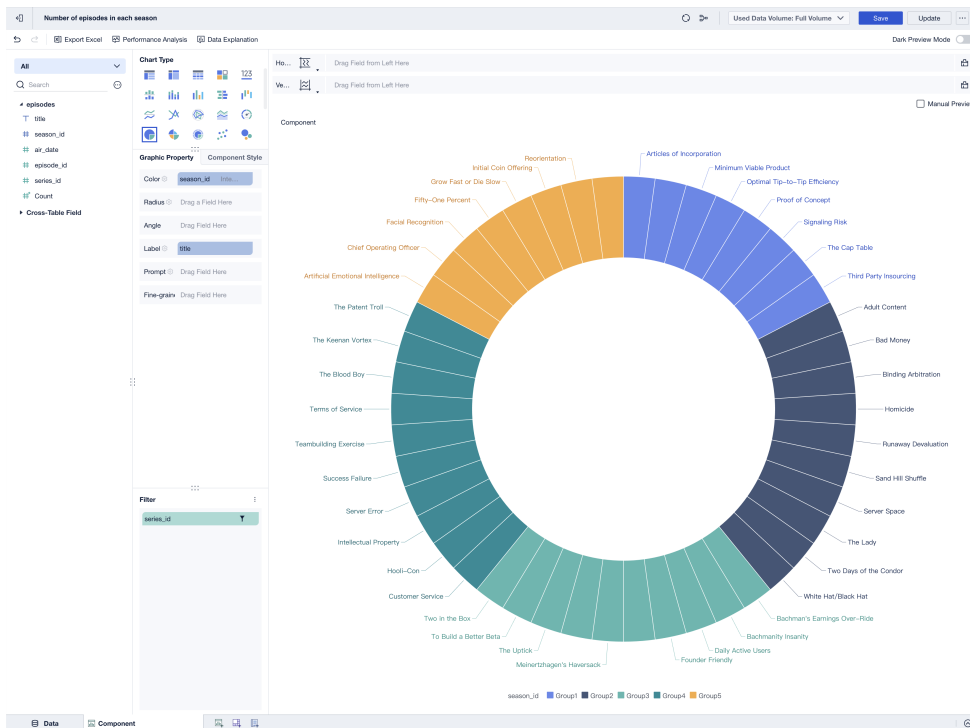 Number of episodes in each season
Used Data Volume: Full Volume
Save
Update
Export Excel
Performance Analysis
Data Explanation
Dark Preview Mode
All
Search
episodes
title
season_id
air_date
episode_id
series_id
Count
Cross-Table Field
Chart Type
123
Graphic Property
Component Style
Color
season_id Inte...
Radius
Drag a Field Here
Angle
Drag Field Here
Label
title
Prompt
Drag Field Here
Fine-grain
Drag Field Here
Filter
series_id
Ho...
Drag Field from Left Here
Ve...
Drag Field from Left Here
Manual Previe
Component
Reorientation
Initial Coin Offering
Grow Fast or Die Slow
Fifty-One Percent
Facial Recognition
Chief Operating Officer
Artificial Emotional Intelligence
The Patent Troll
The Keenan Vortex
The Blood Boy
Terms of Service
Teambuilding Exercise
Success Failure
Server Error
Intellectual Property
Hooli-Con
Customer Service
Two in the Box
To Build a Better Beta
The Uptick
Meinertzhagen's Haversack
Articles of Incorporation
Minimum Viable Product
Optimal Tip-to-Tip Efficiency
Proof of Concept
Signaling Risk
The Cap Table
Third Party Insourcing
Adult Content
Bad Money
Binding Arbitration
Homicide
Runaway Devaluation
Sand Hill Shuffle
Server Space
The Lady
Two Days of the Condor
White Hat/Black Hat
Bachman's Earnings Over-Ride
Bachmanity Insanity
Daily Active Users
Founder Friendly
season_id Group1 Group2 Group3 Group4 Group5
Data
Component